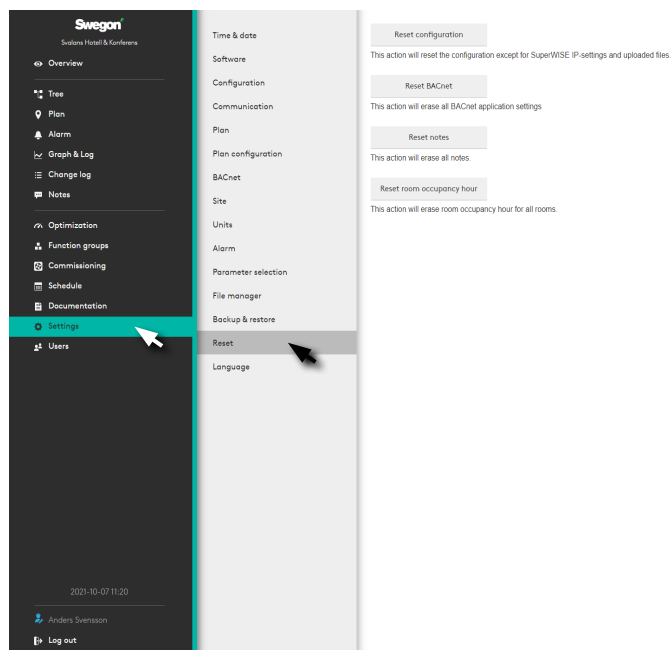 Swegon
Svalans Hotell & Konferens
Overview
Tree
Plan
Alarm
Graph & Log
Change log
Notes
Optimization
Function groups
Commissioning
Schedule
Documentation
Settings
Users
2021-10-07 11:20
Anders Svensson
Log out
Time & date
Software
Configuration
Communication
Plan
Plan configuration
BACnet
Site
Units
Alarm
Parameter selection
File manager
Backup & restore
Reset
Language
Reset configuration
This action will reset the configuration except for SuperWISE IP-settings and uploaded files
Reset BACnet
This action will erase all BACnet application settings
Reset notes
This action will erase all notes.
Reset room occupancy hour
This action will erase room occupancy hour for all rooms.